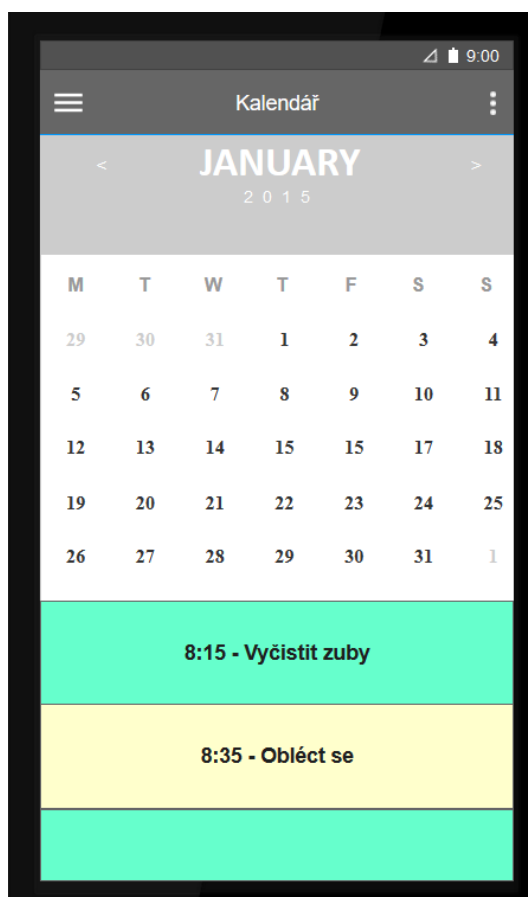 9:00
Kalendář
< JANUARY >
2 0 1 5
M T W T F S S
29 30 31 1 2 3 4
5 6 7 8 9 10 11
12 13 14 15 15 17 18
19 20 21 22 23 24 25
26 27 28 29 30 31 1
8:15 - Vyčistit zuby
8:35 - Obléct se